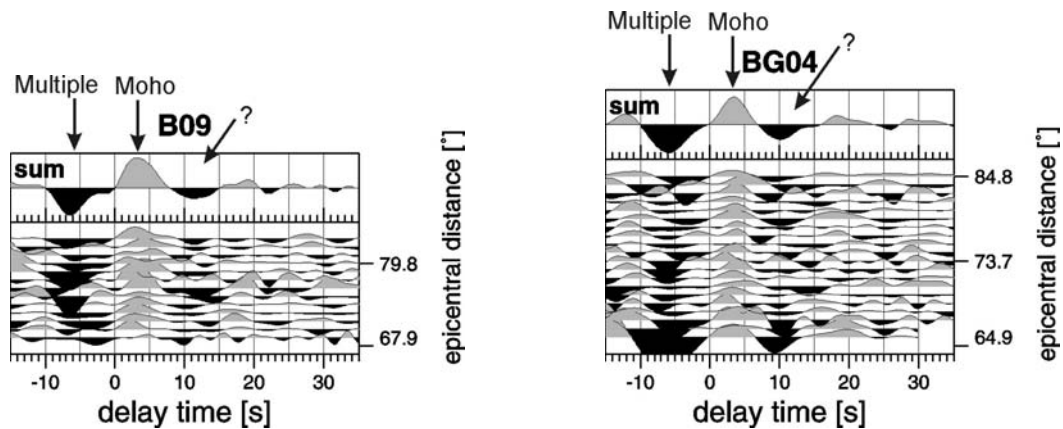 Multiple Moho
B09 ?
sum
79.8
67.9
epicentral distance [°]
-10 0 10 20 30
delay time [s]
Multiple Moho ?
BG04
sum
84.8
73.7
64.9
epicentral distance [°]
-10 0 10 20 30
delay time [s]